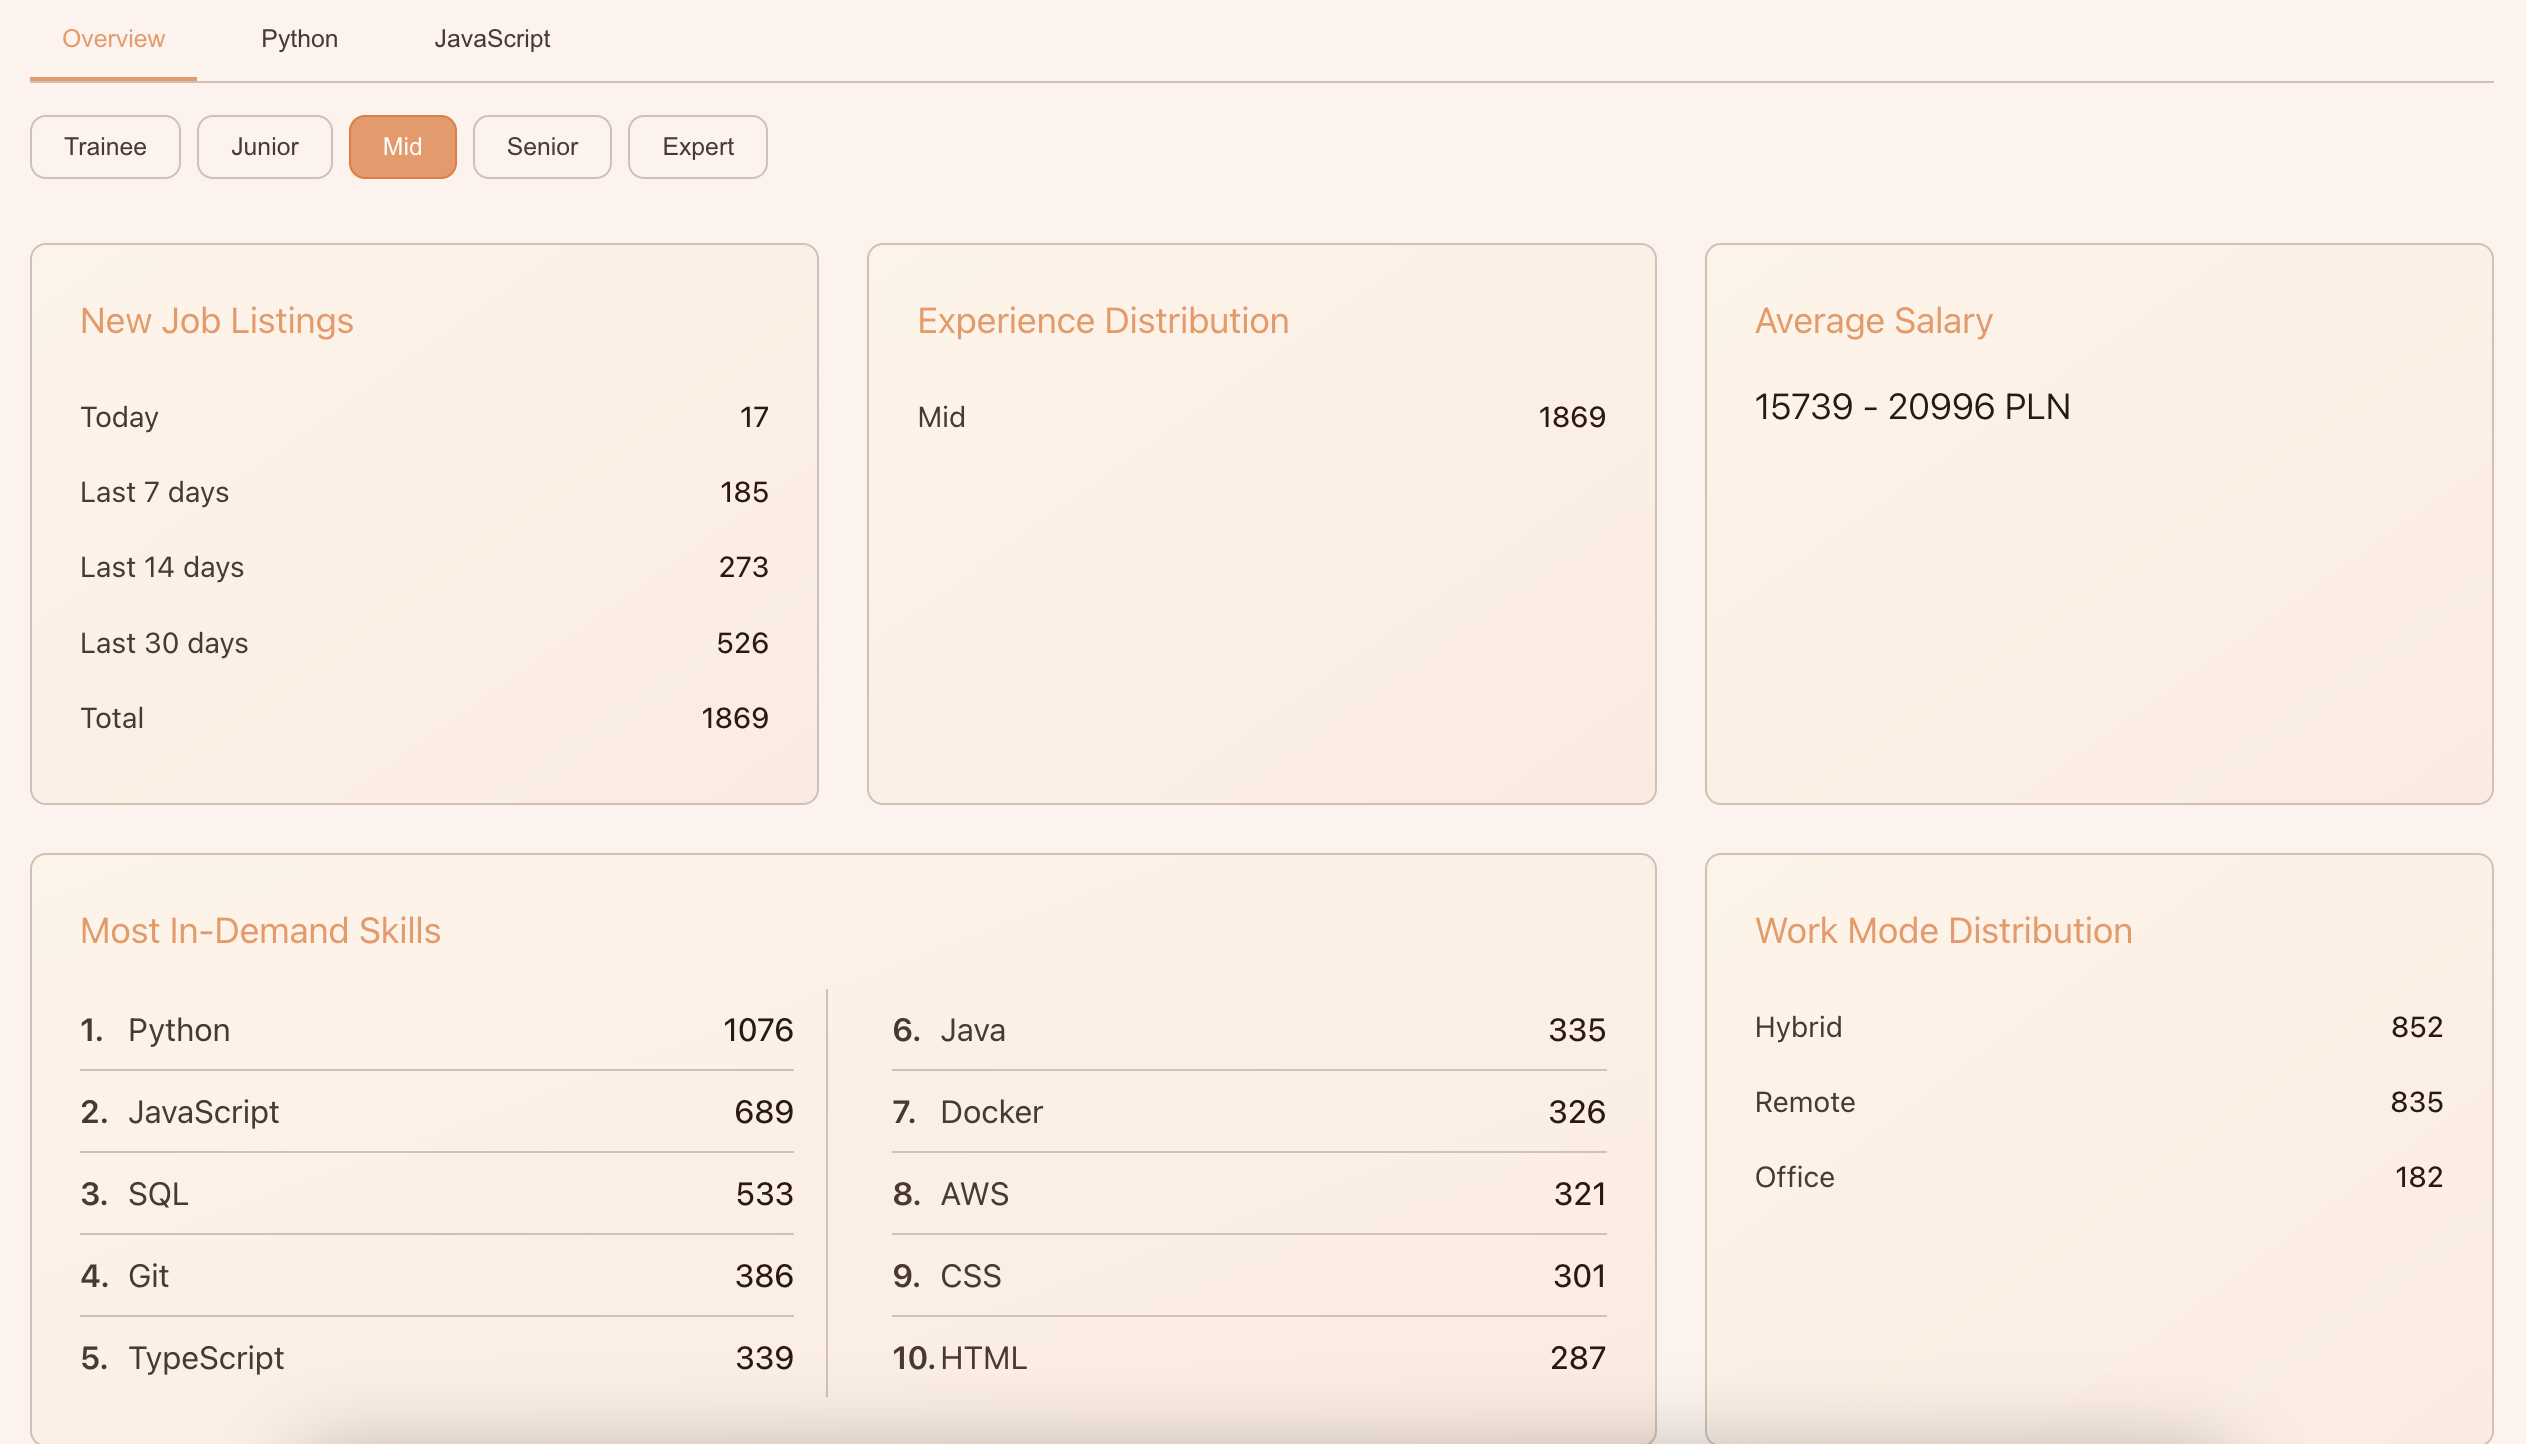 Overview Python JavaScript
Trainee Junior Mid Senior Expert
New Job Listings
Today 17
Last 7 days 185
Last 14 days 273
Last 30 days 526
Total 1869
Experience Distribution
Mid 1869
Average Salary
15739 - 20996 PLN
Most In-Demand Skills
1. Python 1076
2. JavaScript 689
3. SQL 533
4. Git 386
5. TypeScript 339
6. Java 335
7. Docker 326
8. AWS 321
9. CSS 301
10. HTML 287
Work Mode Distribution
Hybrid 852
Remote 835
Office 182